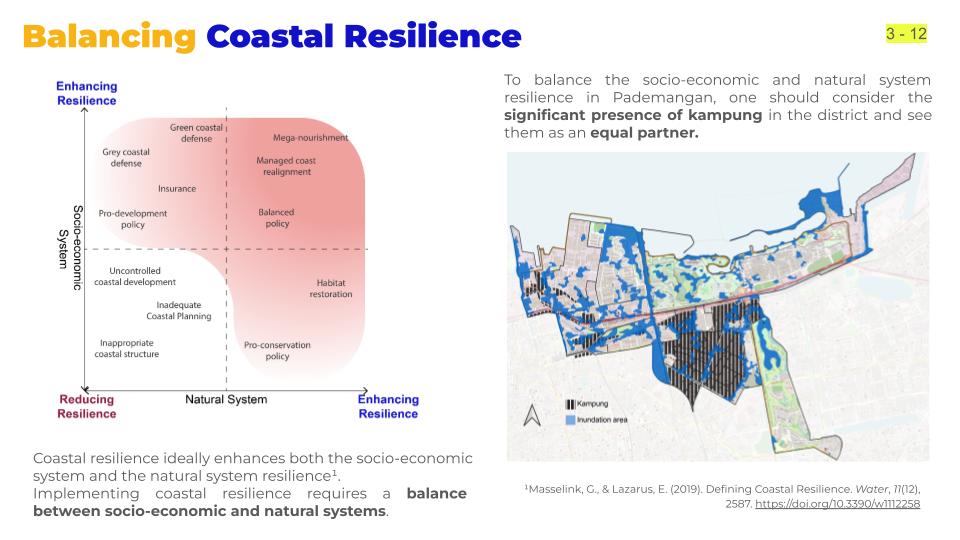 Balancing Coastal Resilience
3 - 12
Enhancing
Resilience
Green coastal
defense
Mega-nourishment
Grey coastal
defense
Managed coast
realignment
Insurance
Pro-development
policy
Balanced
policy
Socio-economic
System
Uncontrolled
coastal development
Habitat
restoration
Inadequate
Coastal Planning
Inappropriate
coastal structure
Pro-conservation
policy
Reducing
Resilience
Natural System
Enhancing
Resilience
Coastal resilience ideally enhances both the socio-economic
system and the natural system resilience¹.
Implementing coastal resilience requires a balance
between socio-economic and natural systems.
To balance the socio-economic and natural system
resilience in Pademangan, one should consider the
significant presence of kampung in the district and see
them as an equal partner.
Kampung
Inundation area
¹Masselink, G., & Lazarus, E. (2019). Defining Coastal Resilience. Water, 11(12),
2587. https://doi.org/10.3390/w1112258